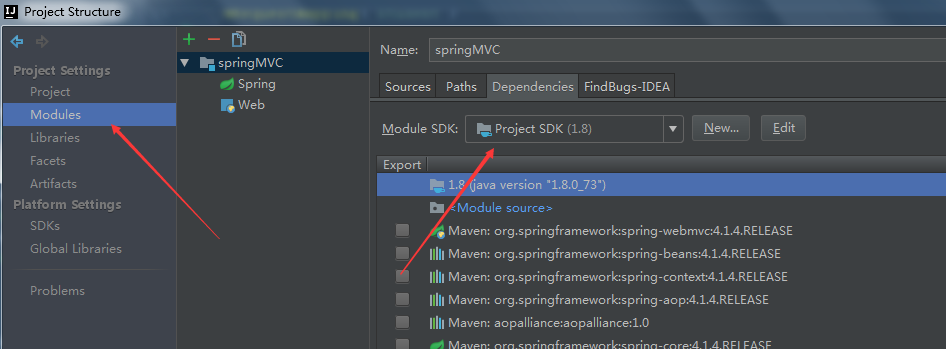 IJ Project Structure
Project Settings
Project
Modules
Libraries
Facets
Artifacts
Platform Settings
SDKs
Global Libraries
Problems
springMVC
Spring
Web
Name: springMVC
Sources Paths Dependencies FindBugs-IDEA
Module SDK: Project SDK (1.8) New... Edit
Export
1.8 (java version "1.8.0_73")
<Module source>
Maven: org.springframework:spring-webmvc:4.1.4.RELEASE
Maven: org.springframework:spring-beans:4.1.4.RELEASE
Maven: org.springframework:spring-context:4.1.4.RELEASE
Maven: org.springframework:spring-aop:4.1.4.RELEASE
Maven: aopalliance:aopalliance:1.0
Maven: org.springframework:spring-core:4.1.4.RELEASE